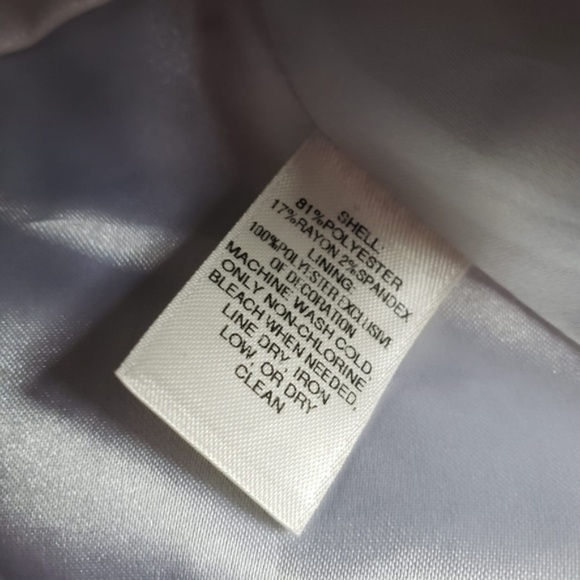 SHELL:
81%POLYESTER
17%RAYON 2%SPANDEX
LINING:
100%POLYESTER EXCLUSIVE
OF DECORATION
MACHINE WASH COLD
ONLY NON-CHLORINE
BLEACH WHEN NEEDED,
LINE DRY, IRON
LOW, OR DRY
CLEAN